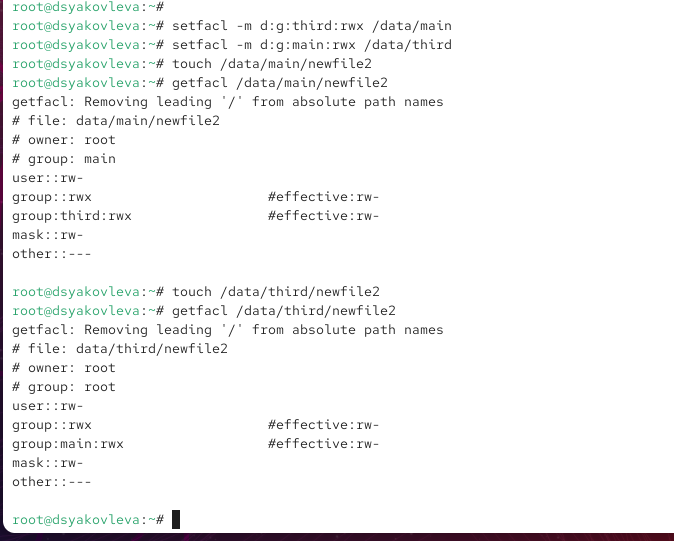 root@dsyakovleva:~#
root@dsyakovleva:~# setfacl -m d:g:third:rwx /data/main
root@dsyakovleva:~# setfacl -m d:g:main:rwx /data/third
root@dsyakovleva:~# touch /data/main/newfile2
root@dsyakovleva:~# getfacl /data/main/newfile2
getfacl: Removing leading '/' from absolute path names
# file: data/main/newfile2
# owner: root
# group: main
user::rw-
group::rwx                      #effective:rw-
group:third:rwx                 #effective:rw-
mask::rw-
other::---

root@dsyakovleva:~# touch /data/third/newfile2
root@dsyakovleva:~# getfacl /data/third/newfile2
getfacl: Removing leading '/' from absolute path names
# file: data/third/newfile2
# owner: root
# group: root
user::rw-
group::rwx                      #effective:rw-
group:main:rwx                  #effective:rw-
mask::rw-
other::---

root@dsyakovleva:~#